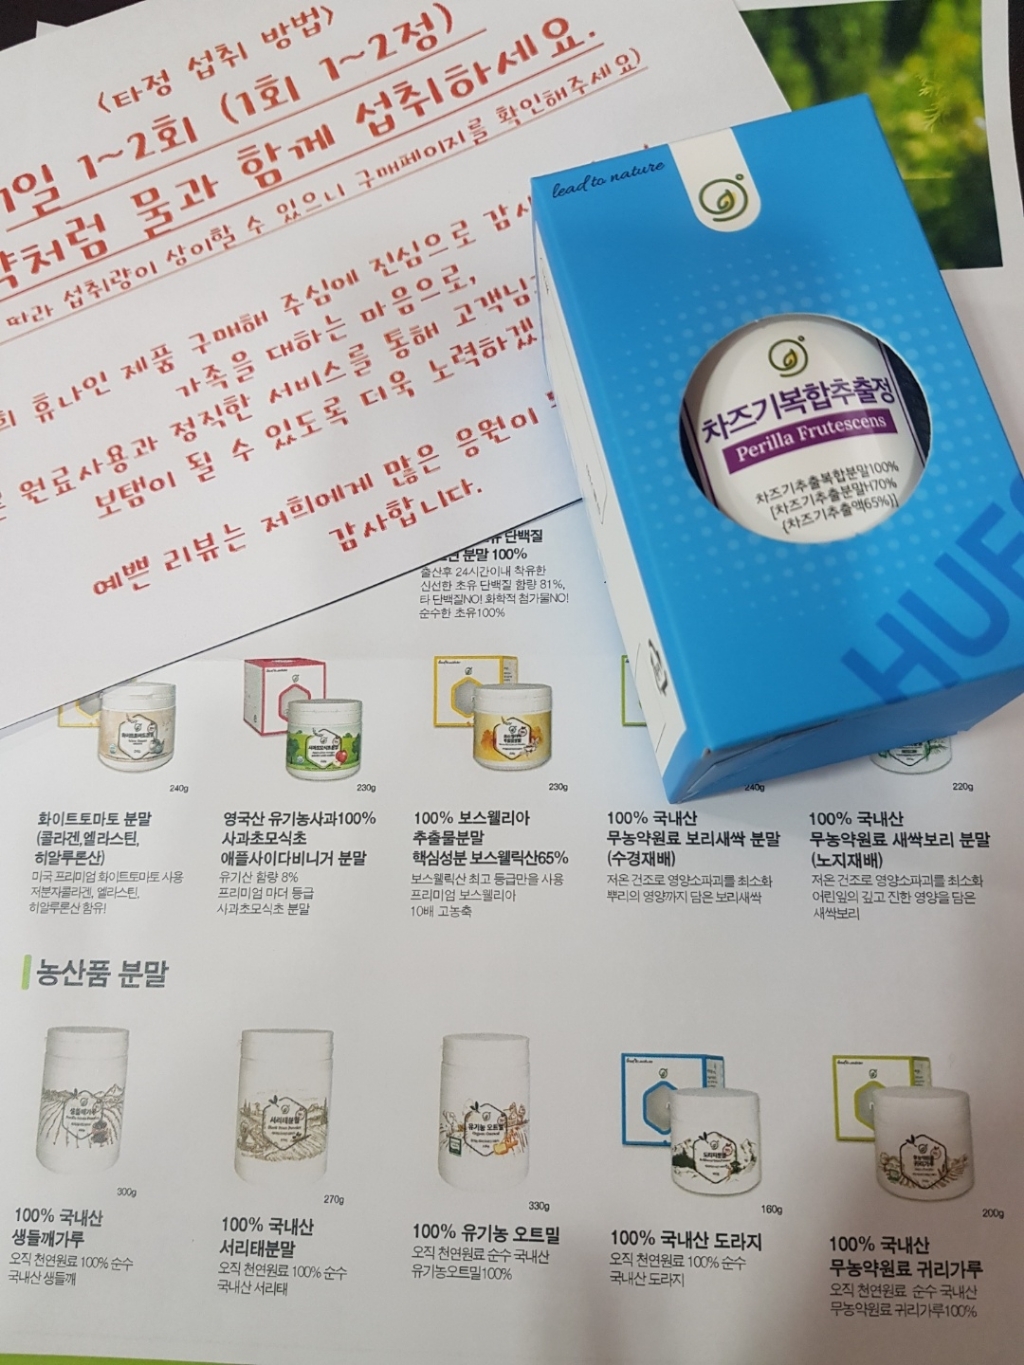 <타정 섭취 방법>
1일 1~2회 (1회 1~2정)
약처럼 물과 함께 섭취하세요.
따라 섭취량이 상이할 수 있으니 구매페이지를 확인해주세요)
휴나인 제품 구매해 주심에 진심으로 감사
가족을 대하는 마음으로,
원료사용과 정직한 서비스를 통해 고객님
보탬이 될 수 있도록 더욱 노력하겠
예쁜 리뷰는 저희에게 많은 응원이
감사합니다.
lead to nature
차즈기복합추출정
Perilla Frutescens
차즈기추출복합분말100%
[차즈기추출분말H70%
(차즈기추출액65%)]
단백질
분말 100%
출산후 24시간이내 착유한
신선한 초유 단백질 함량 81%,
타 단백질NO! 화학적 첨가물NO!
순수한 초유100%
240g
230g
230g
240g
220g
화이트토마토 분말
(콜라겐,엘라스틴,
히알루론산)
미국 프리미엄 화이트토마토 사용
저분자콜라겐, 엘라스틴,
히알루론산 함유!
영국산 유기농사과100%
사과초모식초
애플사이다비니거 분말
유기산 함량 8%
프리미엄 마더 등급
사과초모식초 분말
100% 보스웰리아
추출물분말
핵심성분 보스웰릭산65%
보스웰릭산 최고 등급만을 사용
프리미엄 보스웰리아
10배 고농축
100% 국내산
무농약원료 보리새싹 분말
(수경재배)
저온 건조로 영양소파괴를 최소화
뿌리의 영양까지 담은 보리새싹
100% 국내산
무농약원료 새싹보리 분말
(노지재배)
저온 건조로 영양소파괴를 최소화
어린잎의 깊고 진한 영양을 담은
새싹보리
농산품 분말
생들깨가루
서리태분말
유기농 오트밀
도라지분말
귀리가루
300g
270g
330g
160g
200g
100% 국내산
생들깨가루
오직 천연원료 100% 순수
국내산 생들깨
100% 국내산
서리태분말
오직 천연원료 100% 순수
국내산 서리태
100% 유기농 오트밀
오직 천연원료 순수 국내산
유기농오트밀100%
100% 국내산 도라지
오직 천연원료 100% 순수
국내산 도라지
100% 국내산
무농약원료 귀리가루
오직 천연원료 순수 국내산
무농약원료 귀리가루100%